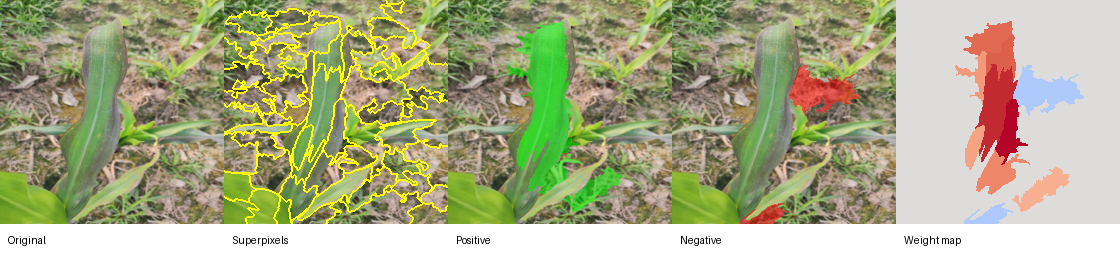 Original
Superpixels
Positive
Negative
Weight map